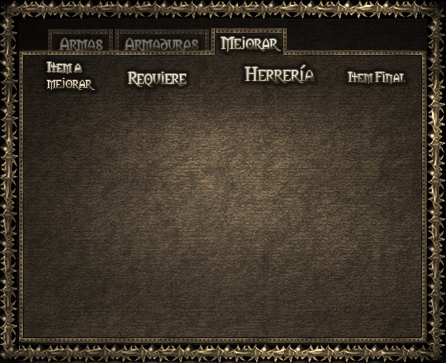 Armas Armaduras Mejorar
Item a
mejorar
Requiere
Herrería
Item Final